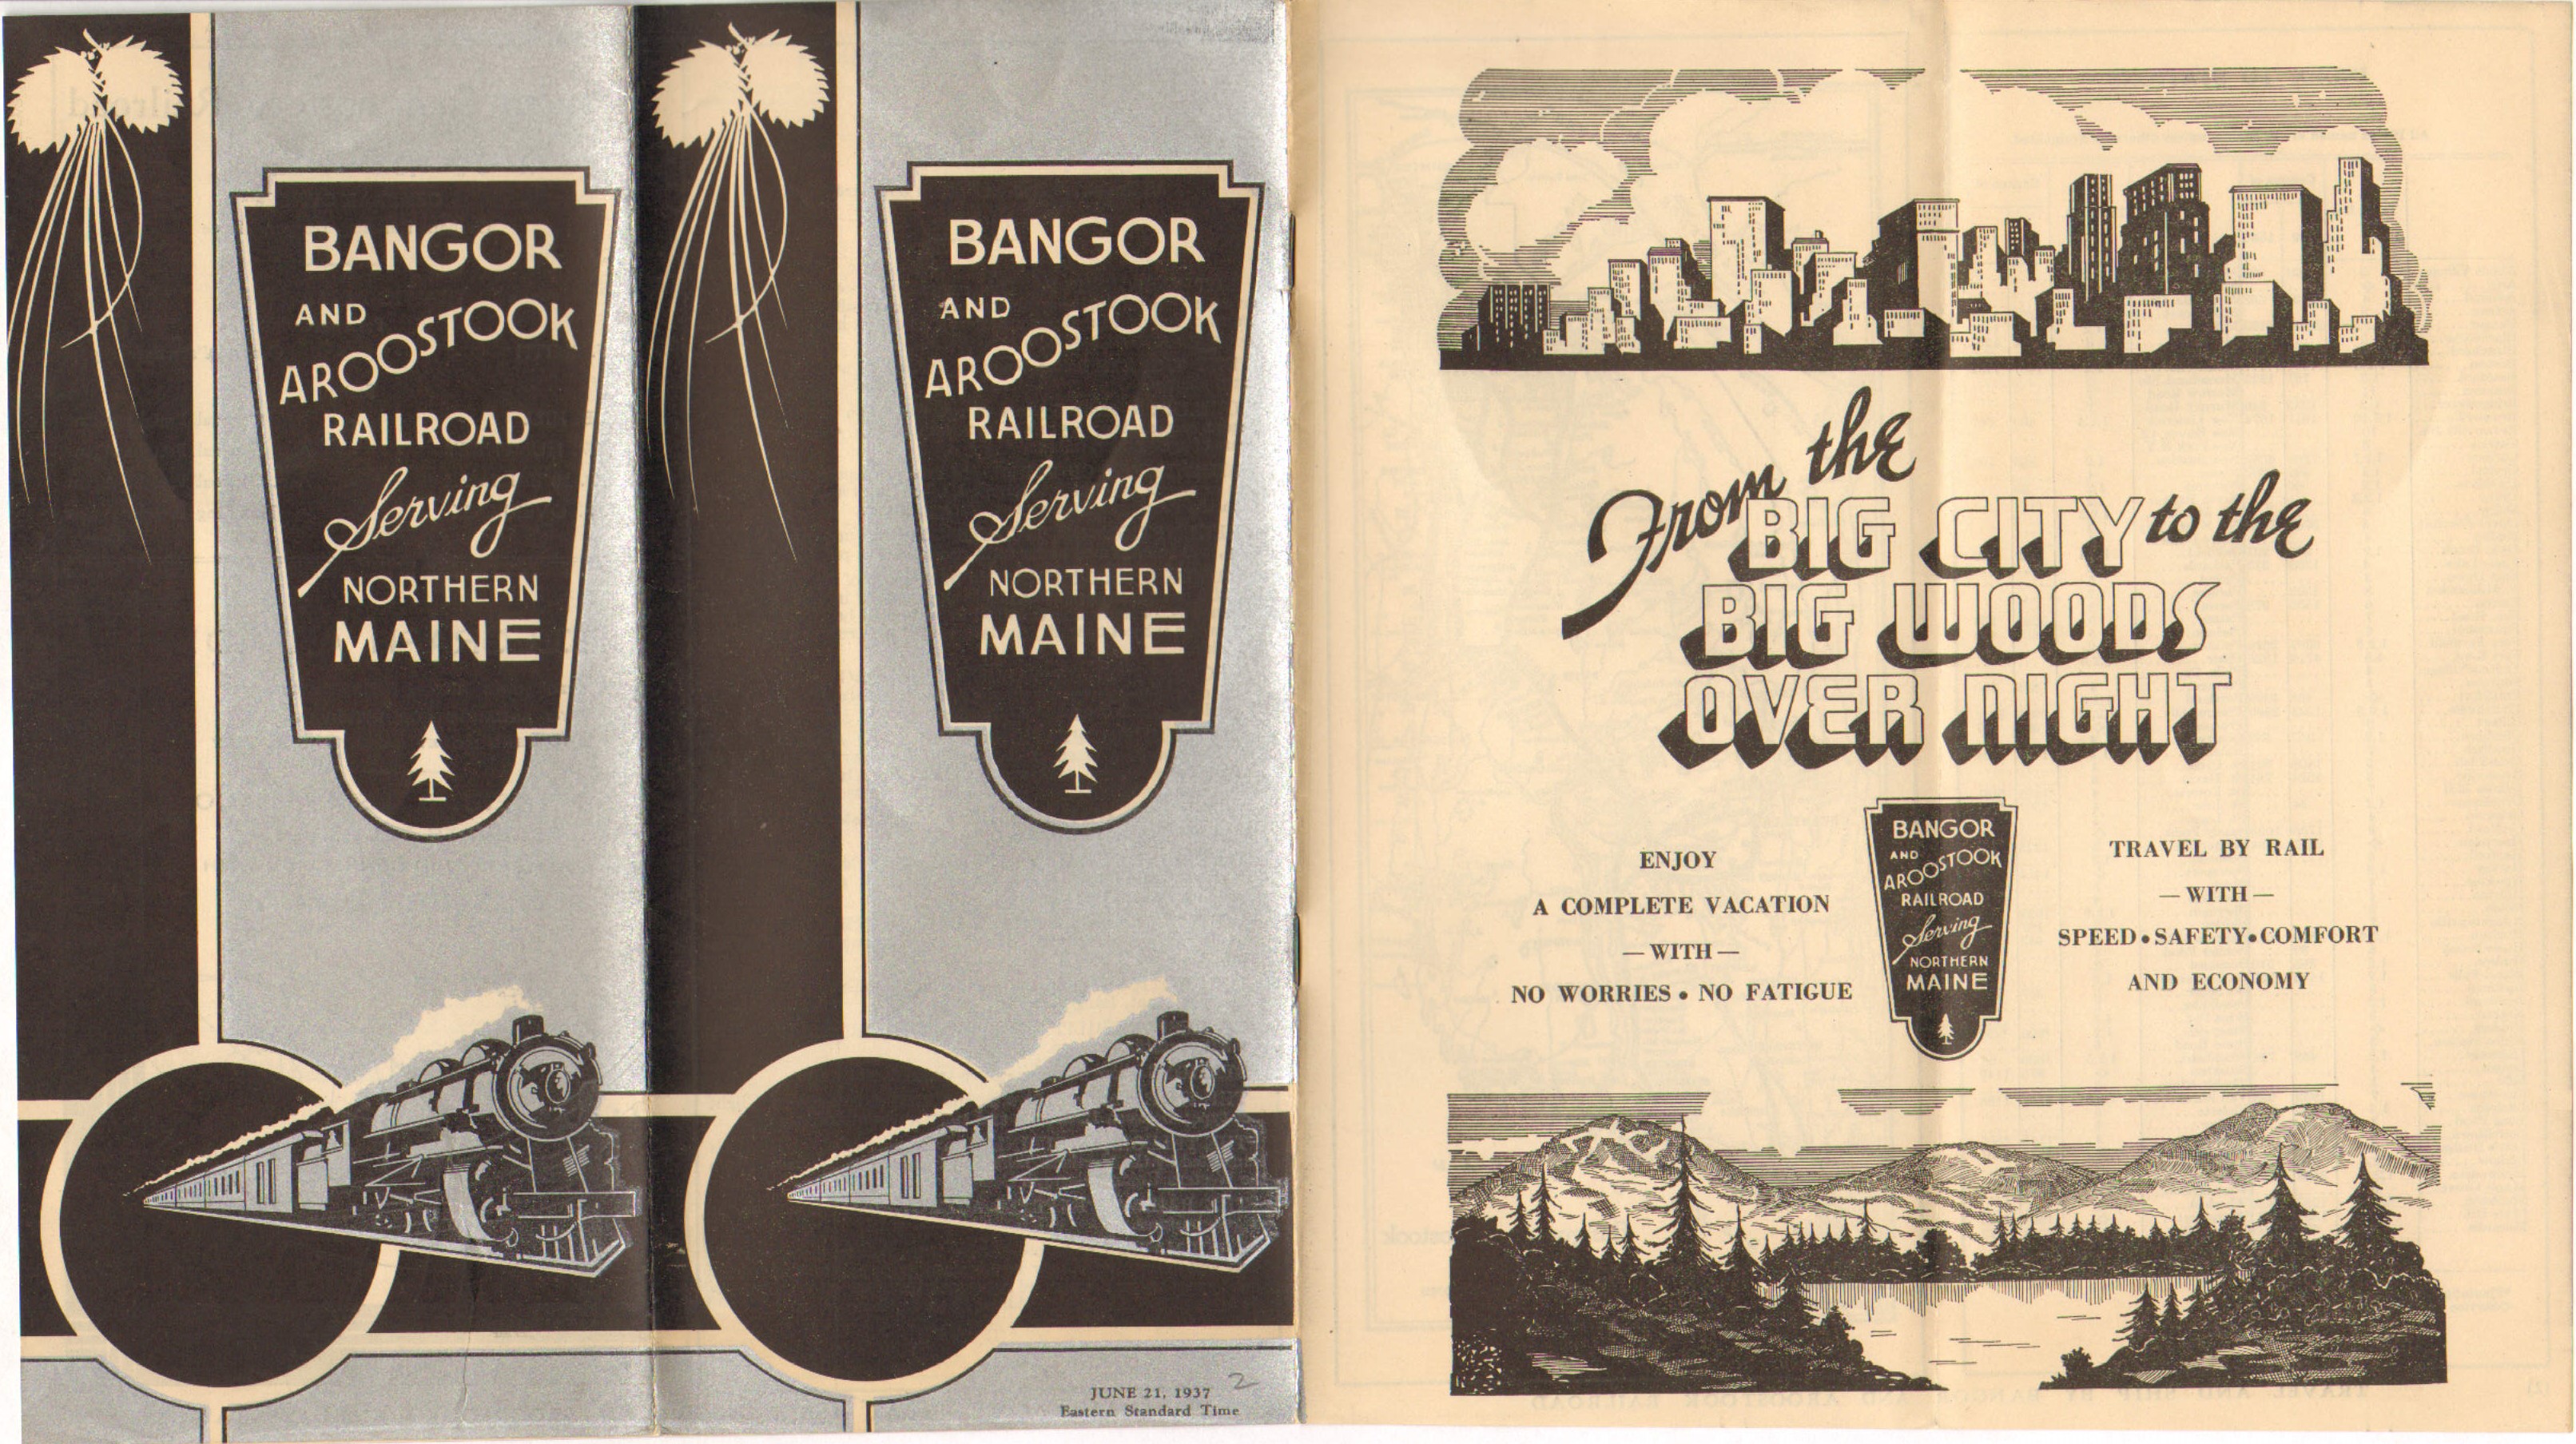 BANGOR
AND
AROOSTOOK
RAILROAD
Serving
NORTHERN
MAINE
BANGOR
AND
AROOSTOOK
RAILROAD
Serving
NORTHERN
MAINE
JUNE 21, 1937
2
Eastern Standard Time
From the
BIG CITY to the
BIG WOODS
OVER NIGHT
ENJOY
A COMPLETE VACATION
— WITH —
NO WORRIES • NO FATIGUE
BANGOR
AND
AROOSTOOK
RAILROAD
Serving
NORTHERN
MAINE
TRAVEL BY RAIL
— WITH —
SPEED • SAFETY • COMFORT
AND ECONOMY